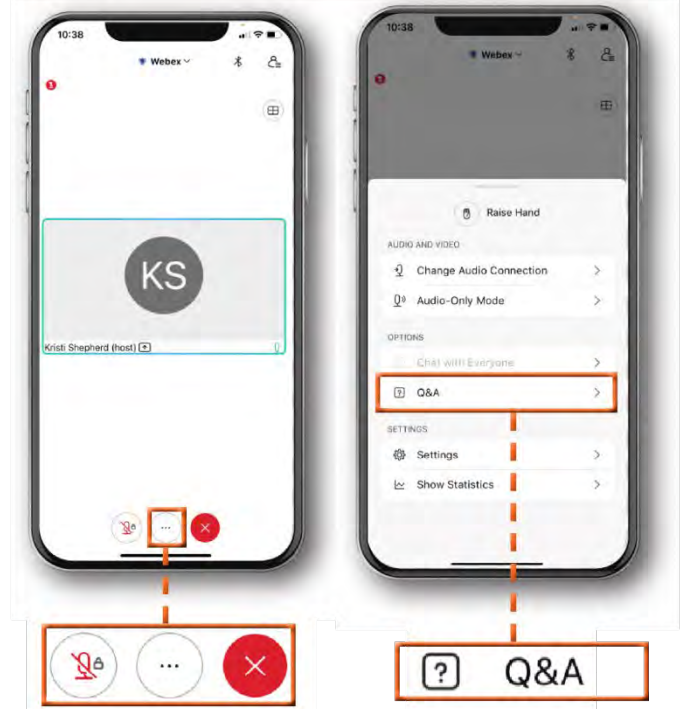 10:38
Webex
1
KS
Kristi Shepherd (host)
10:38
Webex
Raise Hand
AUDIO AND VIDEO
Change Audio Connection
Audio-Only Mode
OPTIONS
Chat with Everyone
Q&A
SETTINGS
Settings
Show Statistics
? Q&A